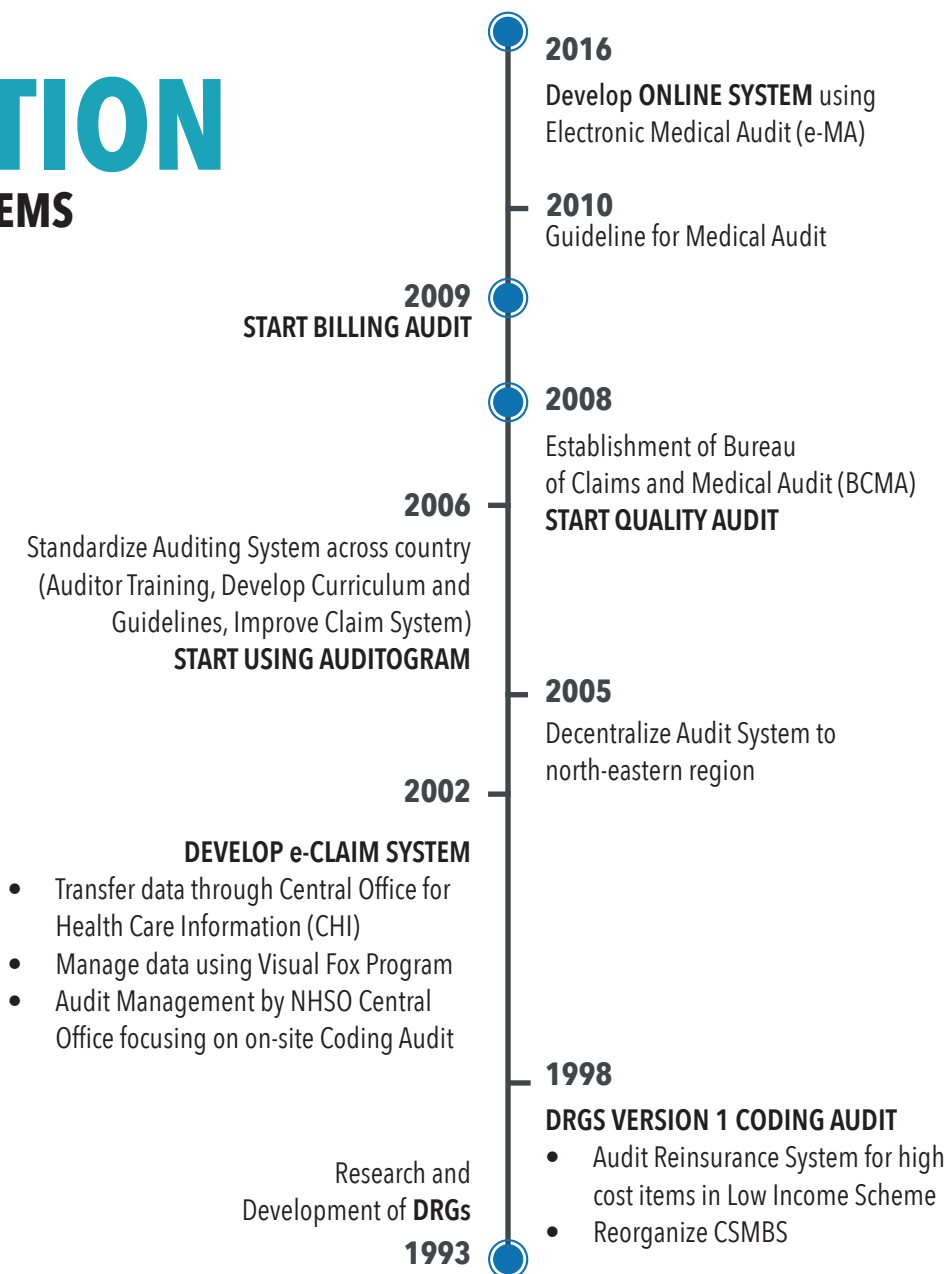 TION
EMS
2016
Develop ONLINE SYSTEM using
Electronic Medical Audit (e-MA)
2010
Guideline for Medical Audit
2009
START BILLING AUDIT
2008
Establishment of Bureau
of Claims and Medical Audit (BCMA)
START QUALITY AUDIT
2006
Standardize Auditing System across country
(Auditor Training, Develop Curriculum and
Guidelines, Improve Claim System)
START USING AUDITOGRAM
2005
Decentralize Audit System to
north-eastern region
2002
DEVELOP e-CLAIM SYSTEM
• Transfer data through Central Office for
Health Care Information (CHI)
• Manage data using Visual Fox Program
• Audit Management by NHSO Central
Office focusing on on-site Coding Audit
1998
DRGS VERSION 1 CODING AUDIT
• Audit Reinsurance System for high
cost items in Low Income Scheme
• Reorganize CSMBS
Research and
Development of DRGs
1993